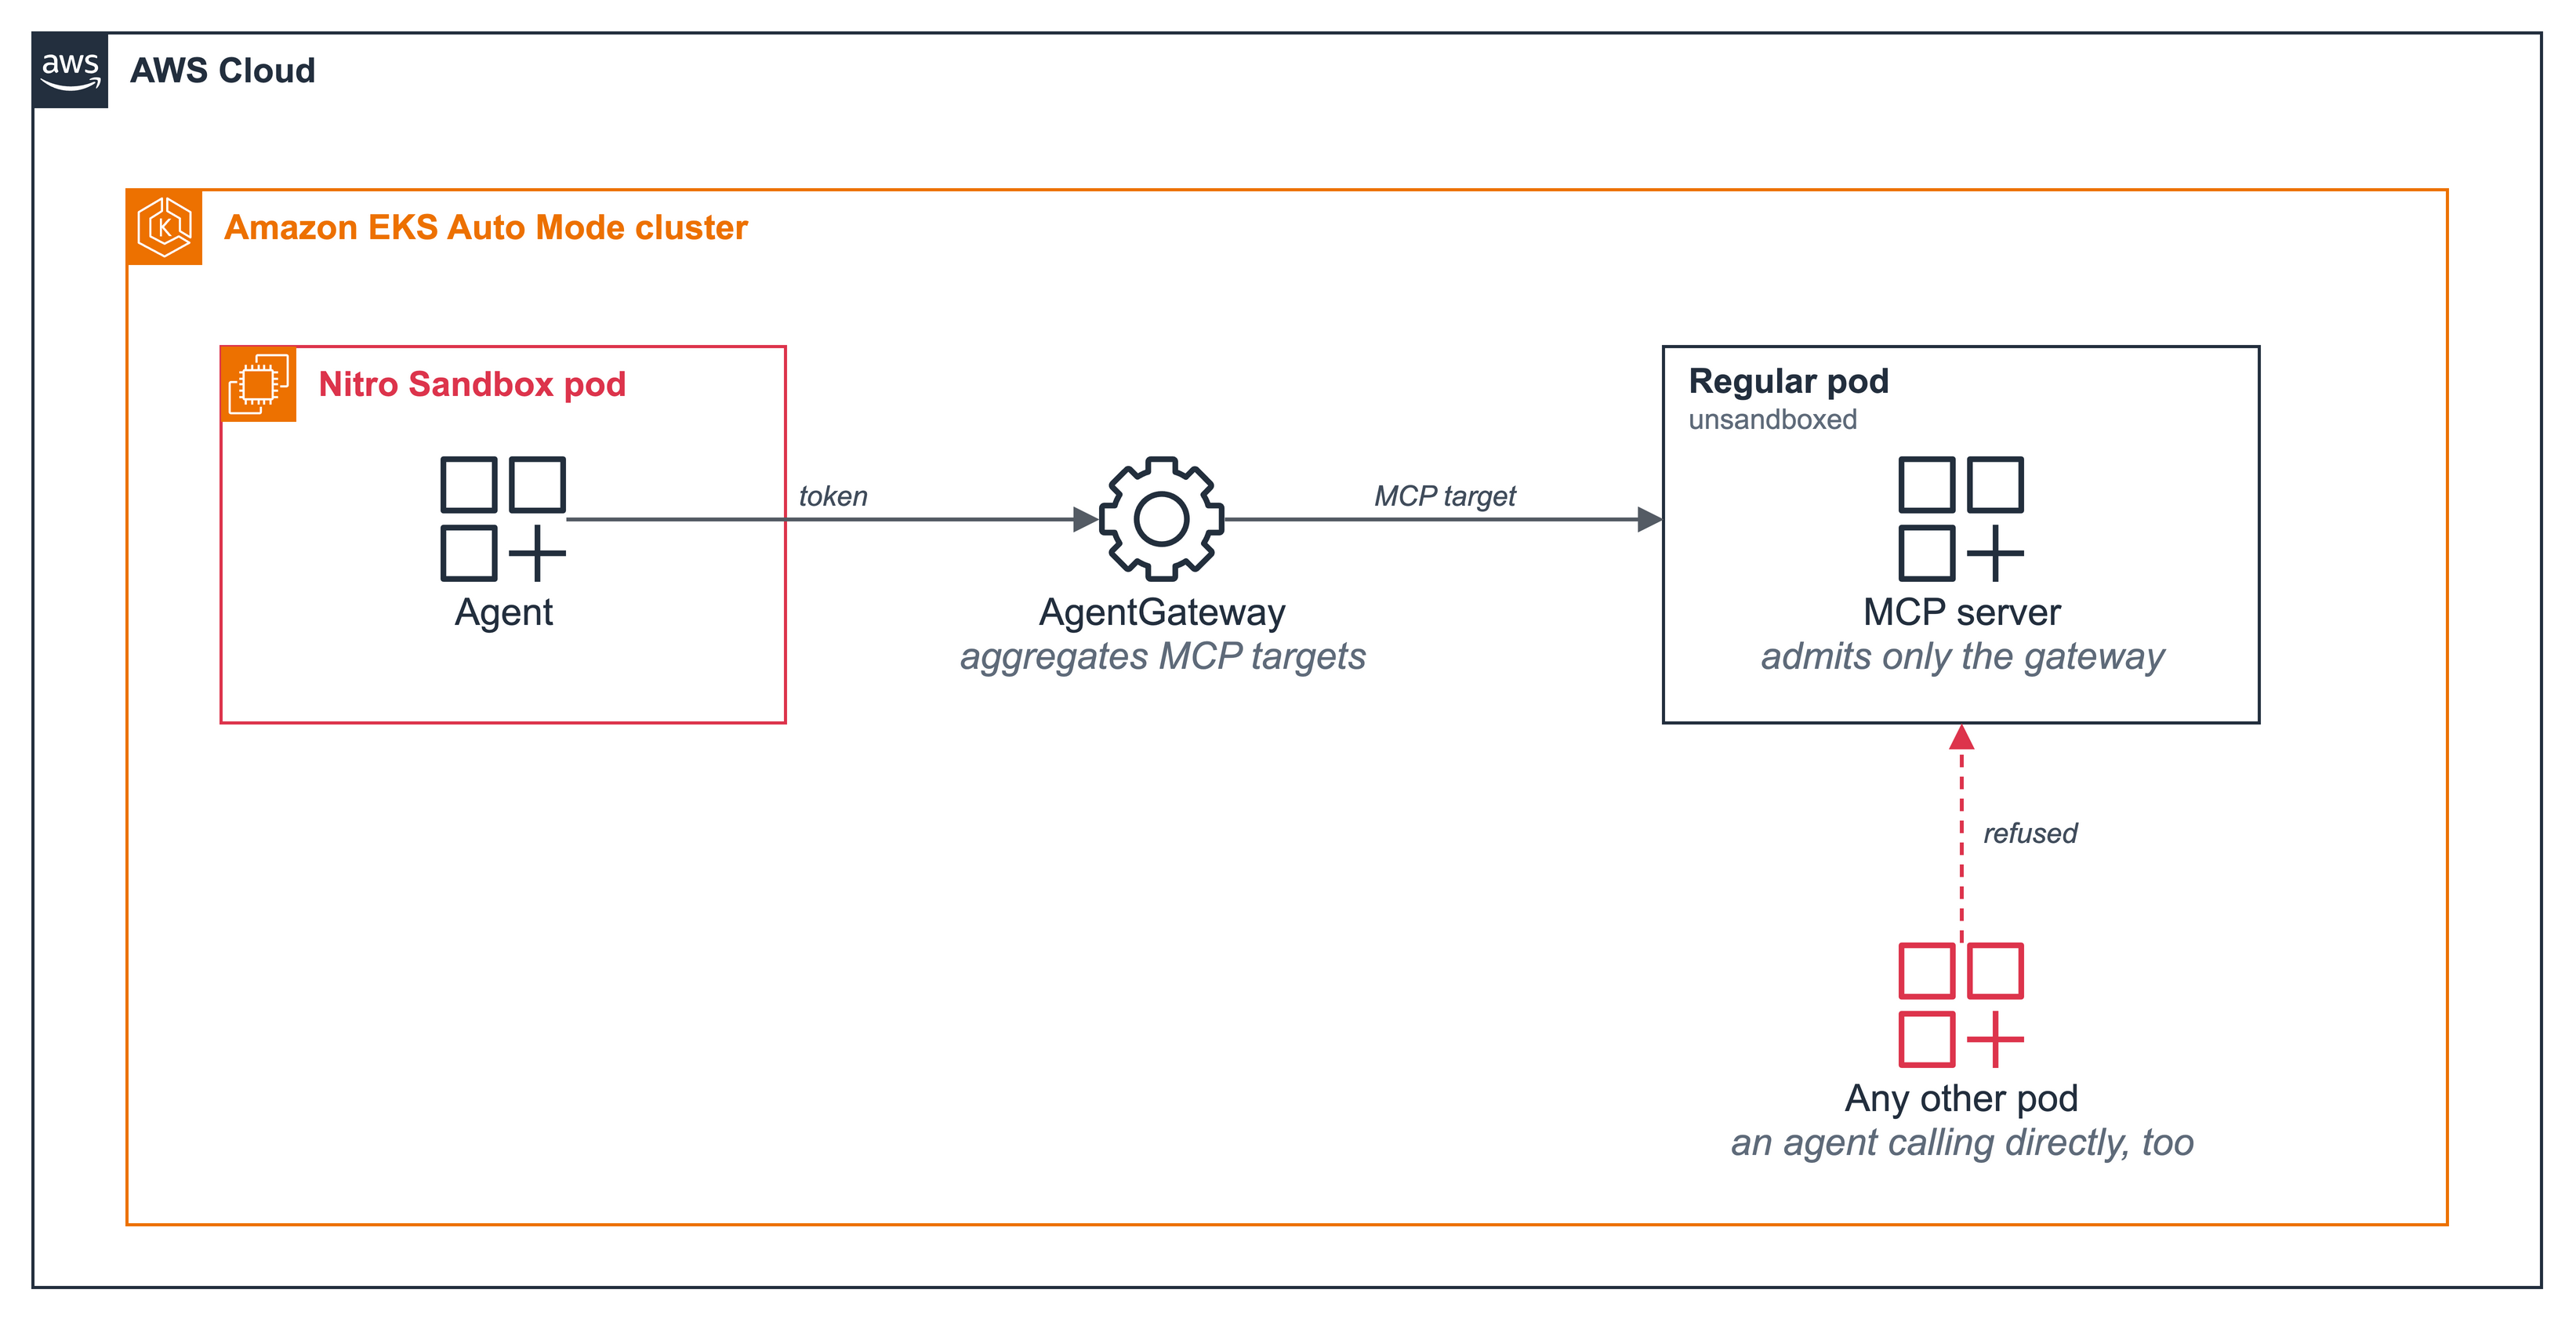 aws
AWS Cloud
Amazon EKS Auto Mode cluster
K
Nitro Sandbox pod
Agent
token
AgentGateway
aggregates MCP targets
MCP target
Regular pod
unsandboxed
MCP server
admits only the gateway
refused
Any other pod
an agent calling directly, too